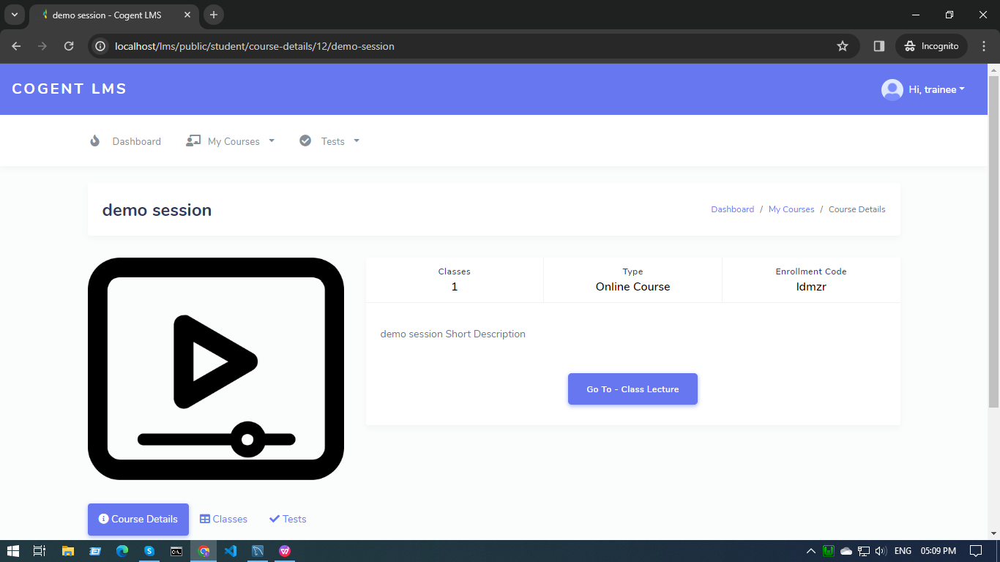 demo session - Cogent LMS
localhost/lms/public/student/course-details/12/demo-session
Incognito
COGENT LMS
Hi, trainee
Dashboard My Courses Tests
demo session
Dashboard / My Courses / Course Details
Classes Type Enrollment Code
1 Online Course ldmzr
demo session Short Description
Go To - Class Lecture
Course Details Classes Tests
ENG 05:09 PM